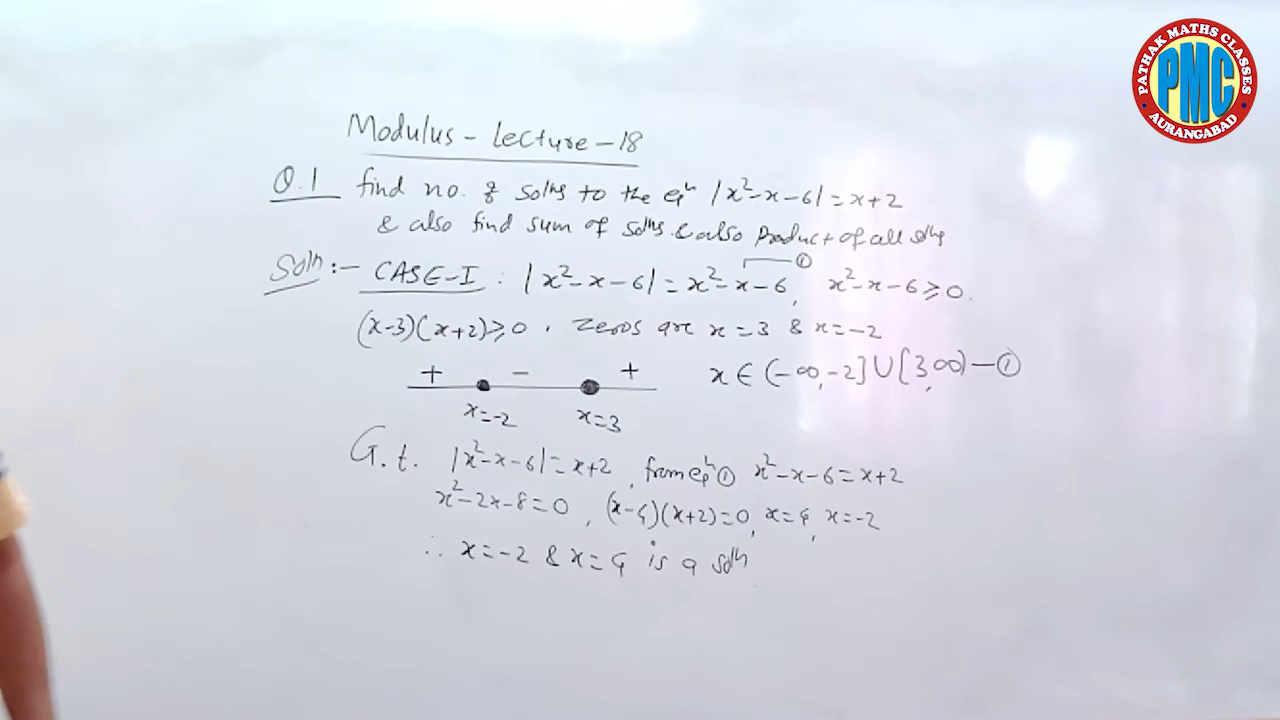 PATHAK MATHS CLASSES
PMC
AURANGABAD
Modulus - Lecture - 18
Q.1 find no. of solns to the eqn |x²-x-6| = x+2
& also find sum of solns & also Product of all solns
Soln :- CASE-I : |x²-x-6| = x²-x-6, x²-x-6 ≥ 0. ①
(x-3)(x+2) ≥ 0, zeros are x=3 & x=-2
+ - + x ∈ (-∞,-2] ∪ [3,∞) — ①
x=-2 x=3
G.t. |x²-x-6| = x+2, from eqn ① x²-x-6 = x+2
x²-2x-8=0, (x-4)(x+2)=0, x=4, x=-2
∴ x=-2 & x=4 is a soln